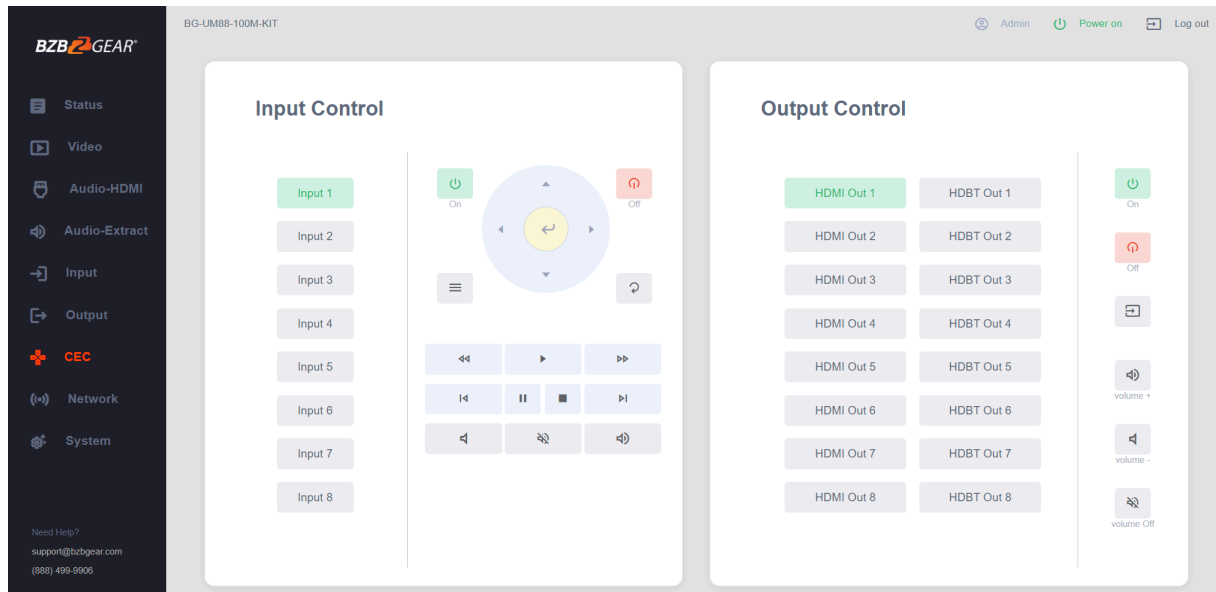 BG-UM88-100M-KIT
Admin
Power on
Log out
BZBGEAR®
Status
Video
Audio-HDMI
Audio-Extract
Input
Output
CEC
Network
System
Need Help?
support@bzbgear.com
(888) 499-9906
Input Control
Input 1
Input 2
Input 3
Input 4
Input 5
Input 6
Input 7
Input 8
On
Off
Output Control
HDMI Out 1 HDBT Out 1
HDMI Out 2 HDBT Out 2
HDMI Out 3 HDBT Out 3
HDMI Out 4 HDBT Out 4
HDMI Out 5 HDBT Out 5
HDMI Out 6 HDBT Out 6
HDMI Out 7 HDBT Out 7
HDMI Out 8 HDBT Out 8
On
Off
volume +
volume -
volume Off